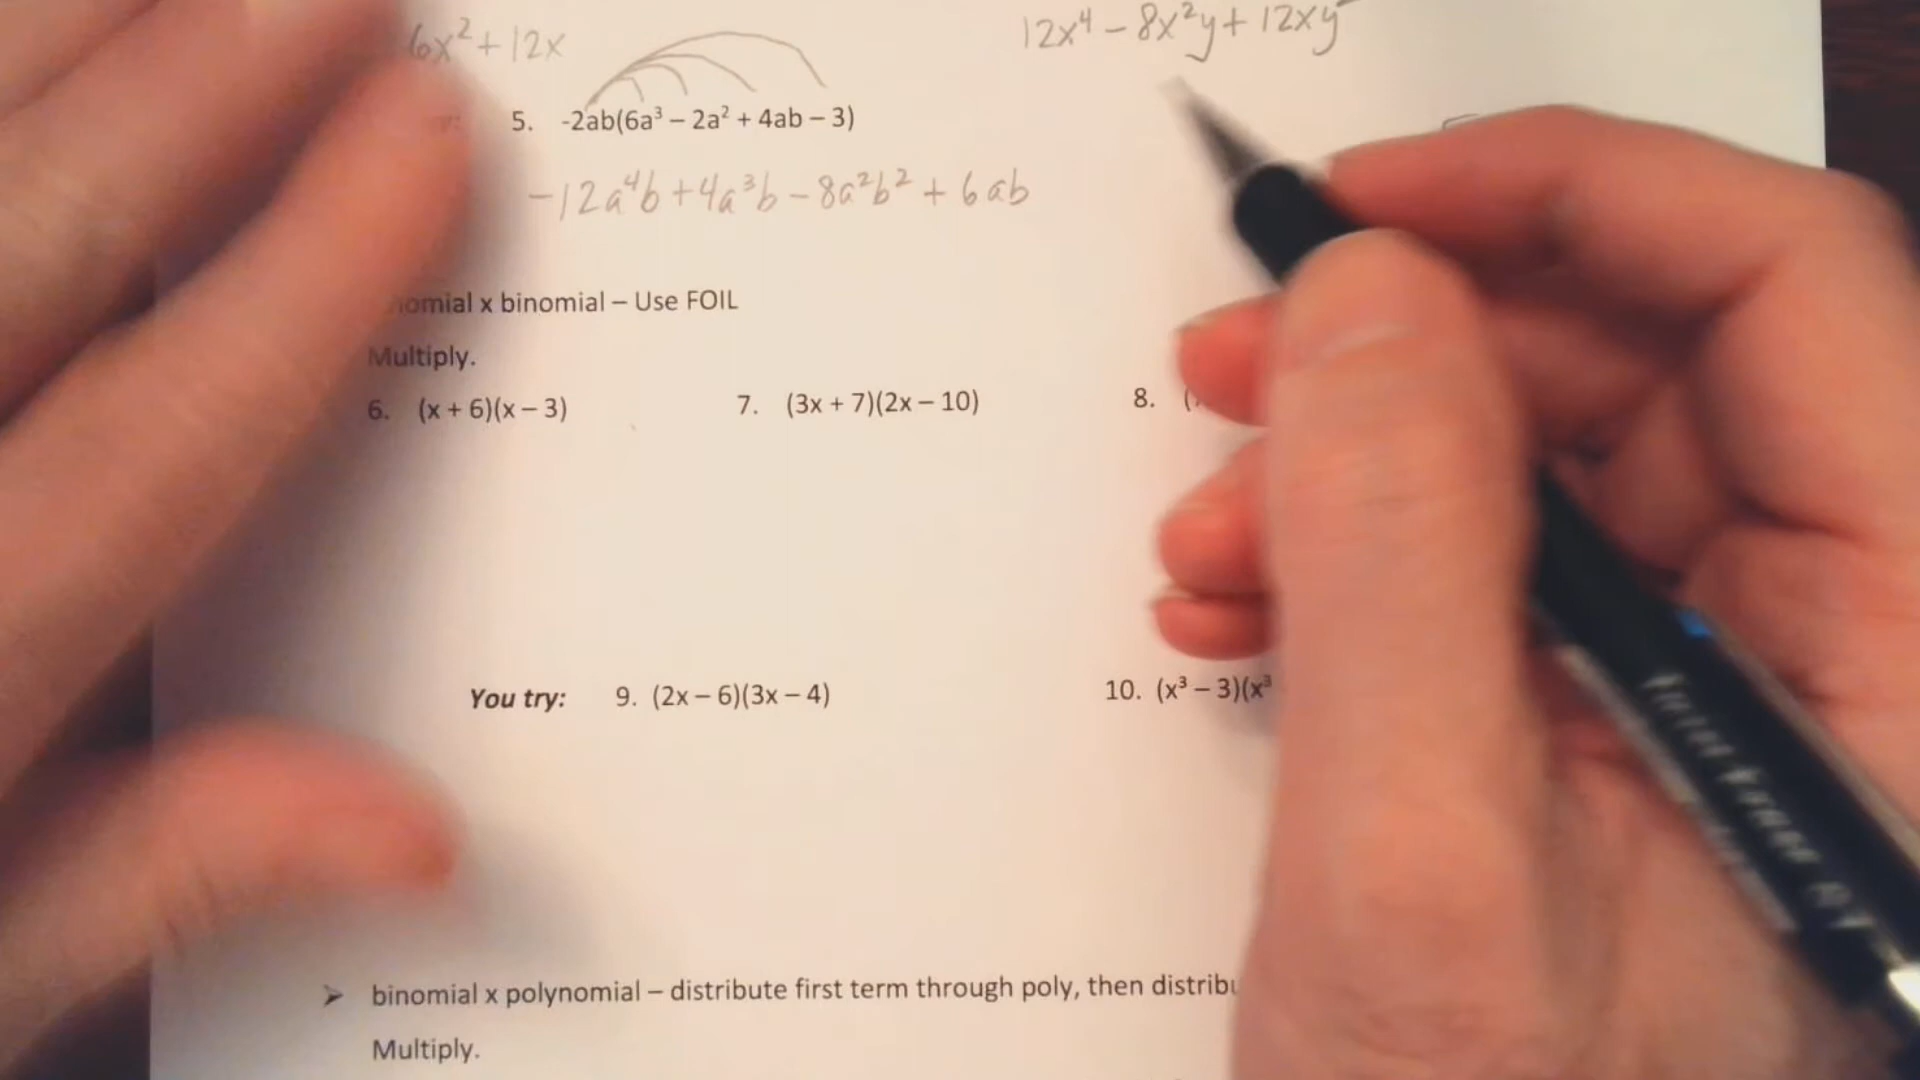 6x² + 12x
12x⁴ – 8x²y + 12xy
5. -2ab(6a³ – 2a² + 4ab – 3)
-12a⁴b + 4a³b – 8a²b² + 6ab
x binomial – Use FOIL
Multiply.
6. (x + 6)(x – 3) 7. (3x + 7)(2x – 10) 8. (
You try: 9. (2x – 6)(3x – 4) 10. (x³ – 3)(x³
➤ binomial x polynomial – distribute first term through poly, then
Multiply.